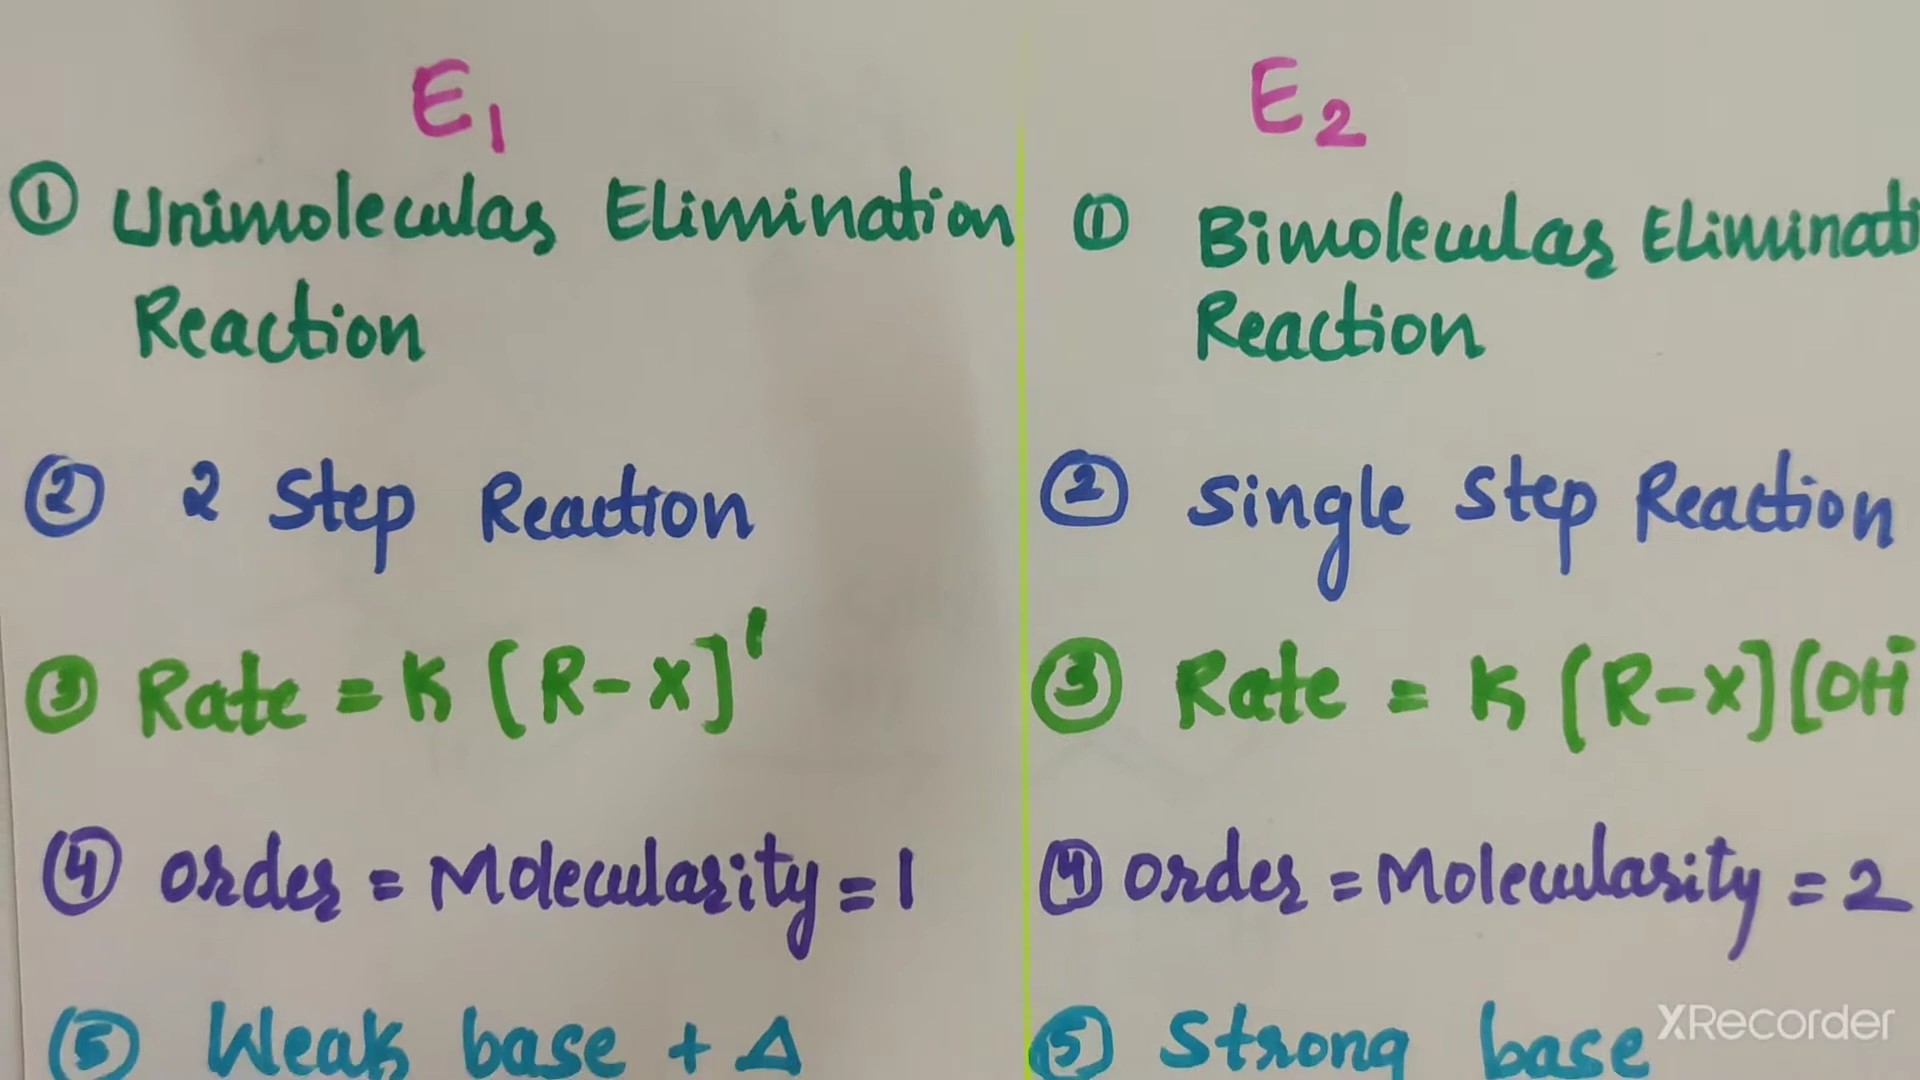 E1
① Unimolecular Elimination
Reaction
② 2 Step Reaction
③ Rate = K [R-X]¹
④ Order = Molecularity = 1
⑤ Weak base + Δ
E2
① Bimolecular Eliminati
Reaction
② Single Step Reaction
③ Rate = K [R-X] [OH⁻
④ Order = Molecularity = 2
⑤ Strong base
XRecorder